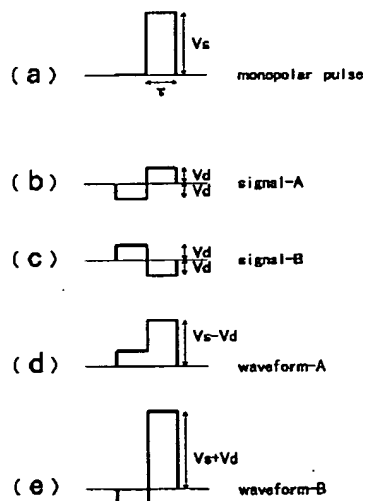 Vs
(a) monopolar pulse
τ
(b) Vd Vd signal-A
(c) Vd Vd signal-B
(d) Vs-Vd waveform-A
(e) Vs+Vd waveform-B